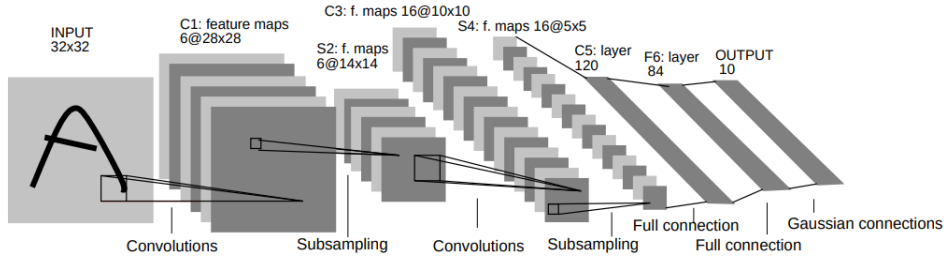 INPUT
32x32
C1: feature maps
6@28x28
S2: f. maps
6@14x14
C3: f. maps 16@10x10
S4: f. maps 16@5x5
C5: layer
120
F6: layer
84
OUTPUT
10
Convolutions
Subsampling
Convolutions
Subsampling
Full connection
Full connection
Gaussian connections